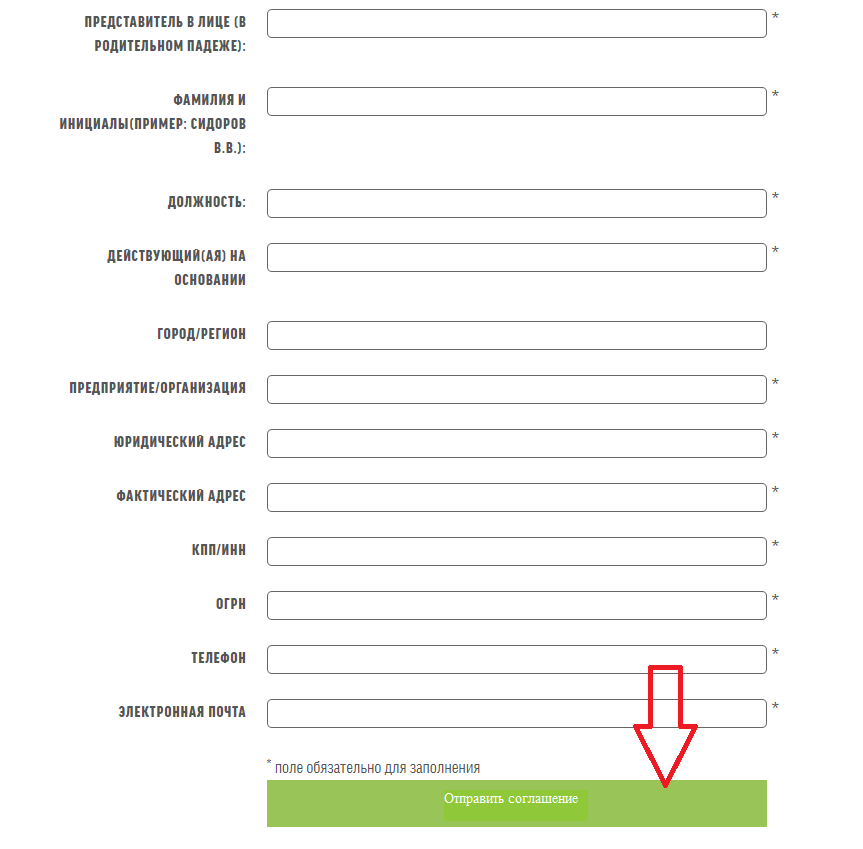 ПРЕДСТАВИТЕЛЬ В ЛИЦЕ (В
РОДИТЕЛЬНОМ ПАДЕЖЕ):
*
ФАМИЛИЯ И
ИНИЦИАЛЫ(ПРИМЕР: СИДОРОВ
В.В.):
*
ДОЛЖНОСТЬ:
*
ДЕЙСТВУЮЩИЙ(АЯ) НА
ОСНОВАНИИ
*
ГОРОД/РЕГИОН
ПРЕДПРИЯТИЕ/ОРГАНИЗАЦИЯ
*
ЮРИДИЧЕСКИЙ АДРЕС
*
ФАКТИЧЕСКИЙ АДРЕС
*
КПП/ИНН
*
ОГРН
*
ТЕЛЕФОН
*
ЭЛЕКТРОННАЯ ПОЧТА
*
* поле обязательно для заполнения
Отправить соглашение